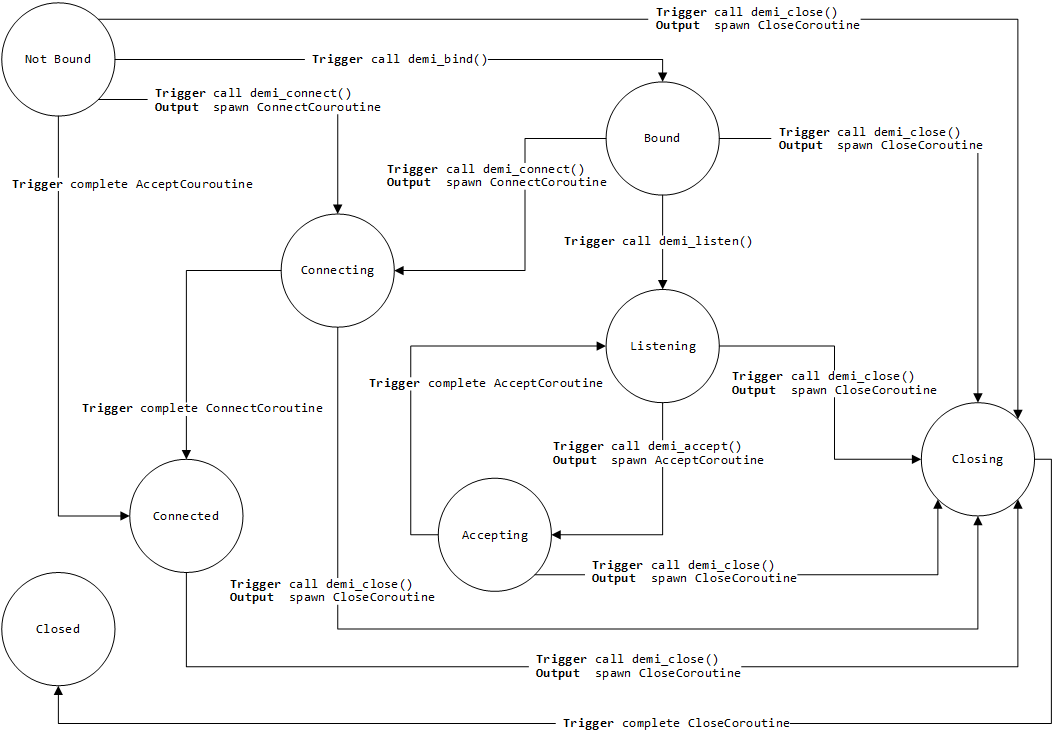 Trigger call demi_close()
Output spawn CloseCoroutine
Not Bound
Trigger call demi_bind()
Trigger call demi_connect()
Output spawn ConnectCouroutine
Bound
Trigger call demi_close()
Output spawn CloseCoroutine
Trigger call demi_connect()
Output spawn ConnectCoroutine
Trigger complete AcceptCouroutine
Trigger call demi_listen()
Connecting
Listening
Trigger call demi_close()
Output spawn CloseCoroutine
Trigger complete AcceptCoroutine
Trigger complete ConnectCoroutine
Trigger call demi_accept()
Output spawn AcceptCoroutine
Closing
Connected
Accepting
Trigger call demi_close()
Output spawn CloseCoroutine
Trigger call demi_close()
Output spawn CloseCoroutine
Closed
Trigger call demi_close()
Output spawn CloseCoroutine
Trigger complete CloseCoroutine